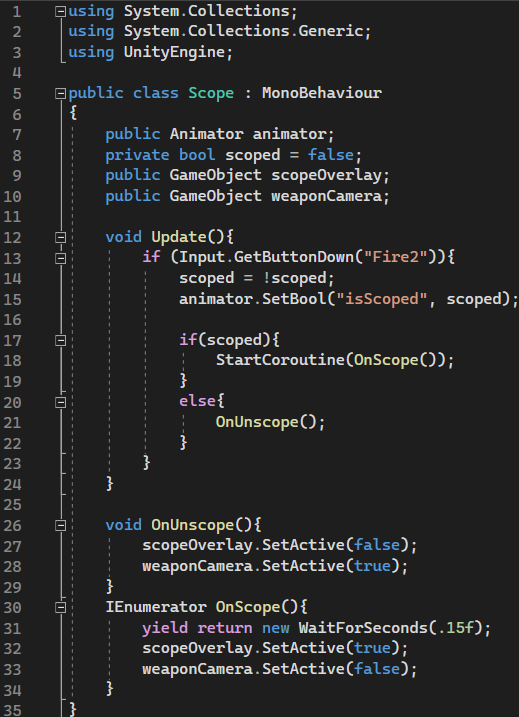 1 using System.Collections;
2 using System.Collections.Generic;
3 using UnityEngine;
4
5 public class Scope : MonoBehaviour
6 {
7     public Animator animator;
8     private bool scoped = false;
9     public GameObject scopeOverlay;
10     public GameObject weaponCamera;
11
12     void Update(){
13         if (Input.GetButtonDown("Fire2")){
14             scoped = !scoped;
15             animator.SetBool("isScoped", scoped);
16
17             if(scoped){
18                 StartCoroutine(OnScope());
19             }
20             else{
21                 OnUnscope();
22             }
23         }
24     }
25
26     void OnUnscope(){
27         scopeOverlay.SetActive(false);
28         weaponCamera.SetActive(true);
29     }
30     IEnumerator OnScope(){
31         yield return new WaitForSeconds(.15f);
32         scopeOverlay.SetActive(true);
33         weaponCamera.SetActive(false);
34     }
35 }